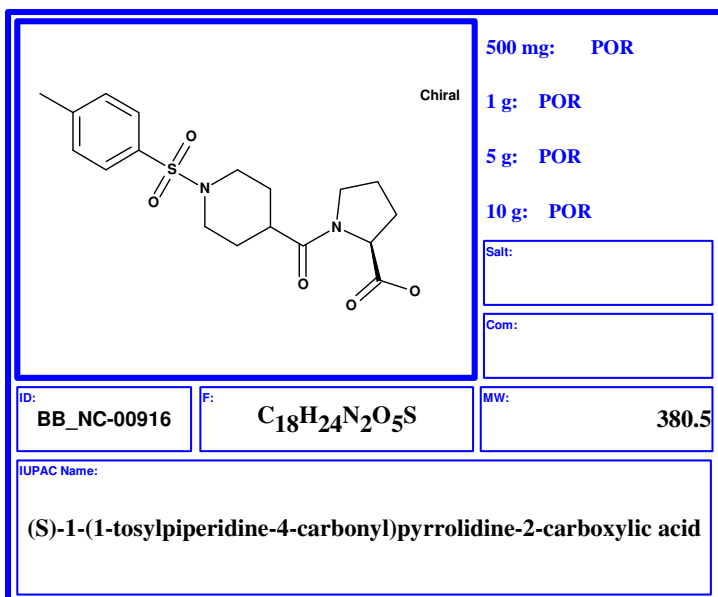 Chiral
O
S
O
N
N
O
O
O
500 mg: POR
1 g: POR
5 g: POR
10 g: POR
Salt:
Com:
ID:
BB_NC-00916
F:
C18H24N2O5S
MW:
380.5
IUPAC Name:
(S)-1-(1-tosylpiperidine-4-carbonyl)pyrrolidine-2-carboxylic acid